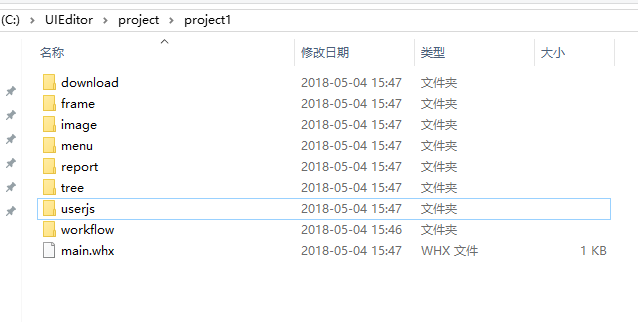 (C:) › UIEditor › project › project1
名称 修改日期 类型 大小
download 2018-05-04 15:47 文件夹
frame 2018-05-04 15:47 文件夹
image 2018-05-04 15:47 文件夹
menu 2018-05-04 15:47 文件夹
report 2018-05-04 15:47 文件夹
tree 2018-05-04 15:47 文件夹
userjs 2018-05-04 15:47 文件夹
workflow 2018-05-04 15:46 文件夹
main.whx 2018-05-04 15:47 WHX 文件 1 KB